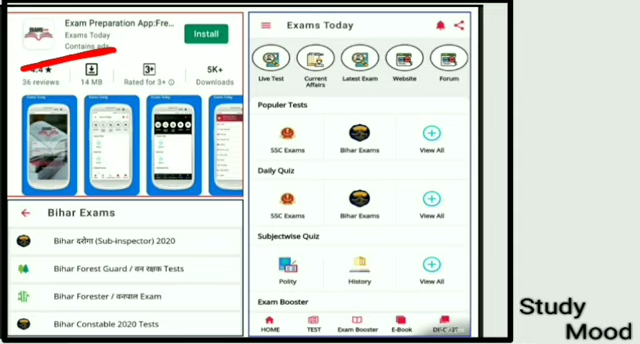 Exam Preparation App:Fre...
Exams Today
Contains ads
Install
4.4★
36 reviews
14 MB
3+
Rated for 3+
5K+
Downloads
Bihar Exams
Bihar दरोगा (Sub-inspector) 2020
Bihar Forest Guard / वन रक्षक Tests
Bihar Forester / वनपाल Exam
Bihar Constable 2020 Tests
Exams Today
Live Test
Current Affairs
Latest Exam
Website
Forum
Populer Tests
SSC Exams
Bihar Exams
View All
Daily Quiz
SSC Exams
Bihar Exams
View All
Subjectwise Quiz
Polity
History
View All
Exam Booster
HOME
TEST
Exam Booster
E-Book
Study
Mood